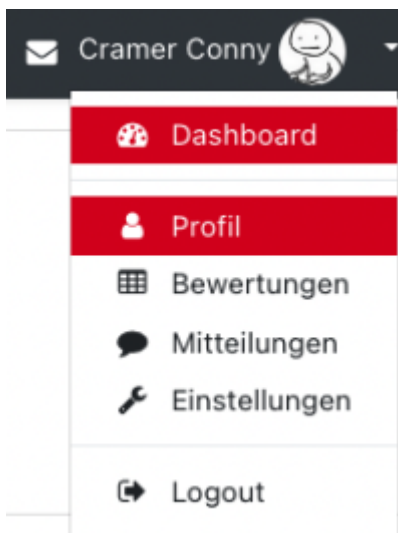 Cramer Conny
Dashboard
Profil
Bewertungen
Mitteilungen
Einstellungen
Logout